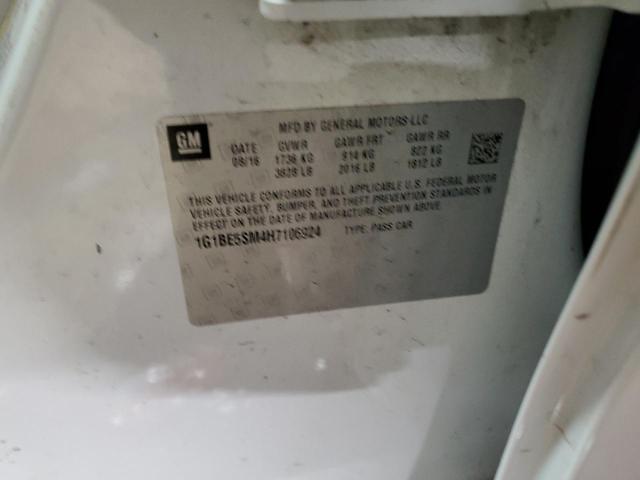 GM
MFD BY GENERAL MOTORS LLC
DATE GVWR GAWR FRT GAWR RR
08/16 1736 KG 914 KG 822 KG
3828 LB 2016 LB 1812 LB
THIS VEHICLE CONFORMS TO ALL APPLICABLE U.S. FEDERAL MOTOR
VEHICLE SAFETY, BUMPER, AND THEFT PREVENTION STANDARDS IN
EFFECT ON THE DATE OF MANUFACTURE SHOWN ABOVE.
1G1BE5SM4H7106924 TYPE: PASS CAR